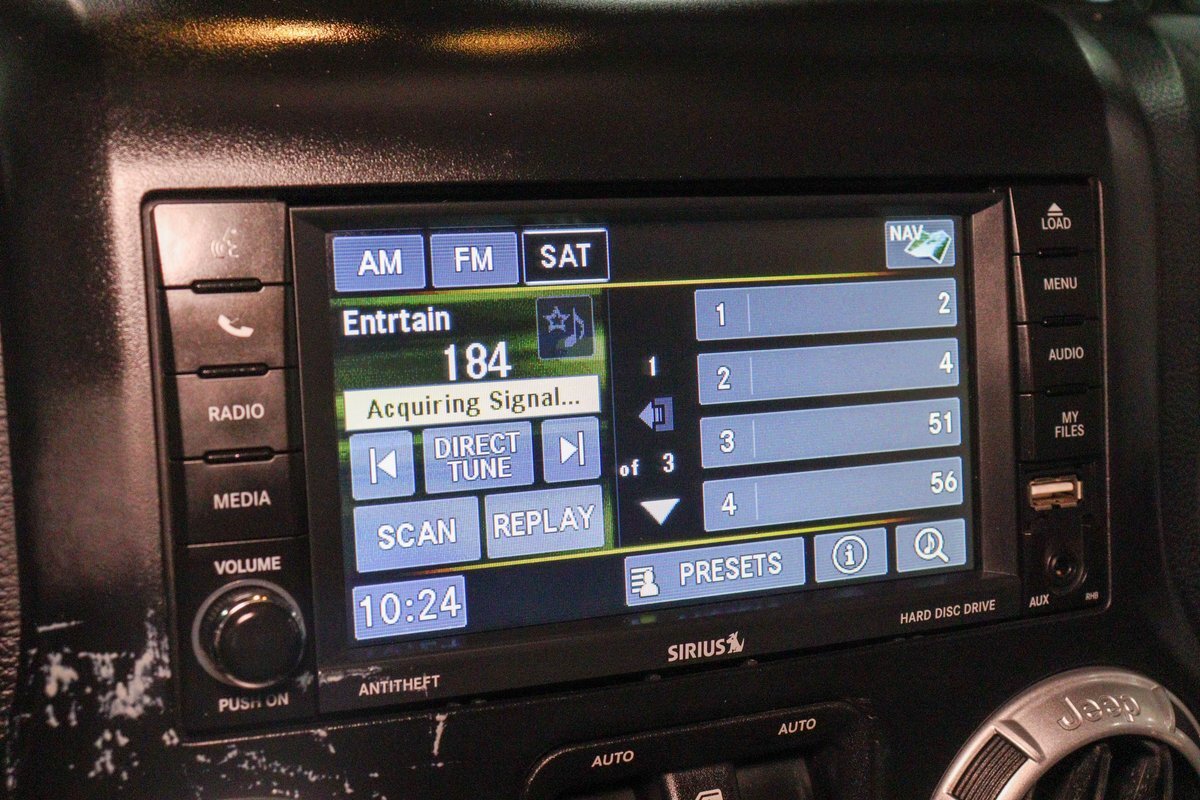 LOAD
MENU
AUDIO
MY
FILES
AUX
RHB
RADIO
MEDIA
VOLUME
PUSH ON
AM FM SAT NAV
Entrtain
184
Acquiring Signal...
DIRECT
TUNE
SCAN REPLAY
10:24
1
of 3
1 2
2 4
3 51
4 56
PRESETS
HARD DISC DRIVE
SIRIUS
ANTITHEFT
AUTO
AUTO
Jeep